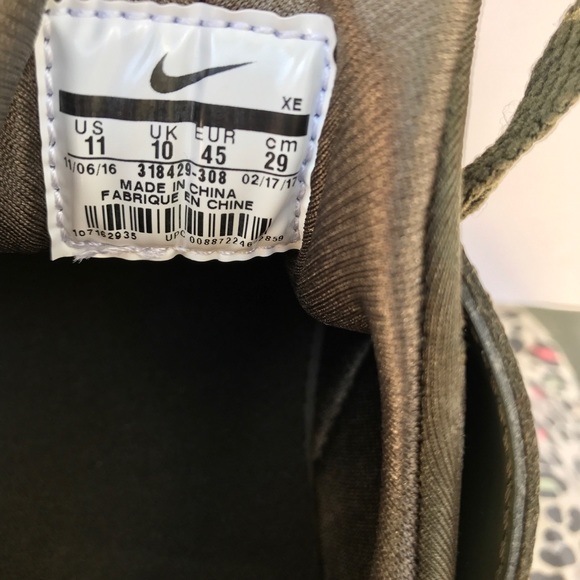 XE
US UK EUR cm
11 10 45 29
11/06/16 318429-308 02/17/17
MADE IN CHINA
FABRIQUE EN CHINE
107162935